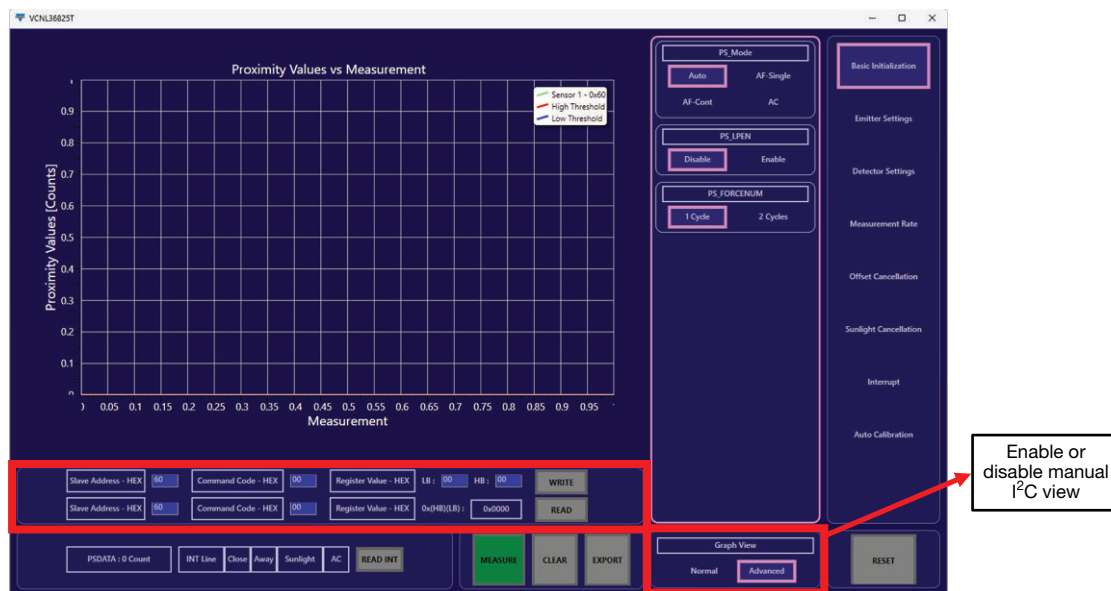 VCNL36825T
Proximity Values vs Measurement
Proximity Values [Counts]
1
0.9
0.8
0.7
0.6
0.5
0.4
0.3
0.2
0.1
0
Sensor 1 - 0x60
High Threshold
Low Threshold
0.05 0.1 0.15 0.2 0.25 0.3 0.35 0.4 0.45 0.5 0.55 0.6 0.65 0.7 0.75 0.8 0.85 0.9 0.95
Measurement
PS_Mode
Auto AF-Single
AF-Cont AC
PS_LPEN
Disable Enable
PS_FORCENUM
1 Cycle 2 Cycles
Basic Initialization
Emitter Settings
Detector Settings
Measurement Rate
Offset Cancellation
Sunlight Cancellation
Interrupt
Auto Calibration
Slave Address - HEX 60 Command Code - HEX 00 Register Value - HEX LB : 00 HB : 00 WRITE
Slave Address - HEX 60 Command Code - HEX 00 Register Value - HEX 0x(HB)(LB) : 0x0000 READ
PSDATA : 0 Count INT Line Close Away Sunlight AC READ INT
MEASURE CLEAR EXPORT
Graph View
Normal Advanced
RESET
Enable or
disable manual
I²C view